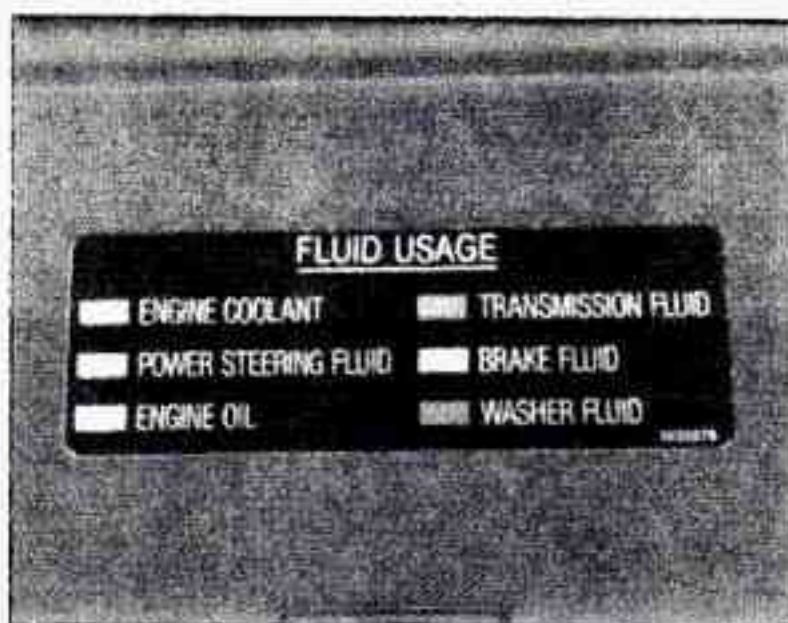 FLUID USAGE
ENGINE COOLANT TRANSMISSION FLUID
POWER STEERING FLUID BRAKE FLUID
ENGINE OIL WASHER FLUID